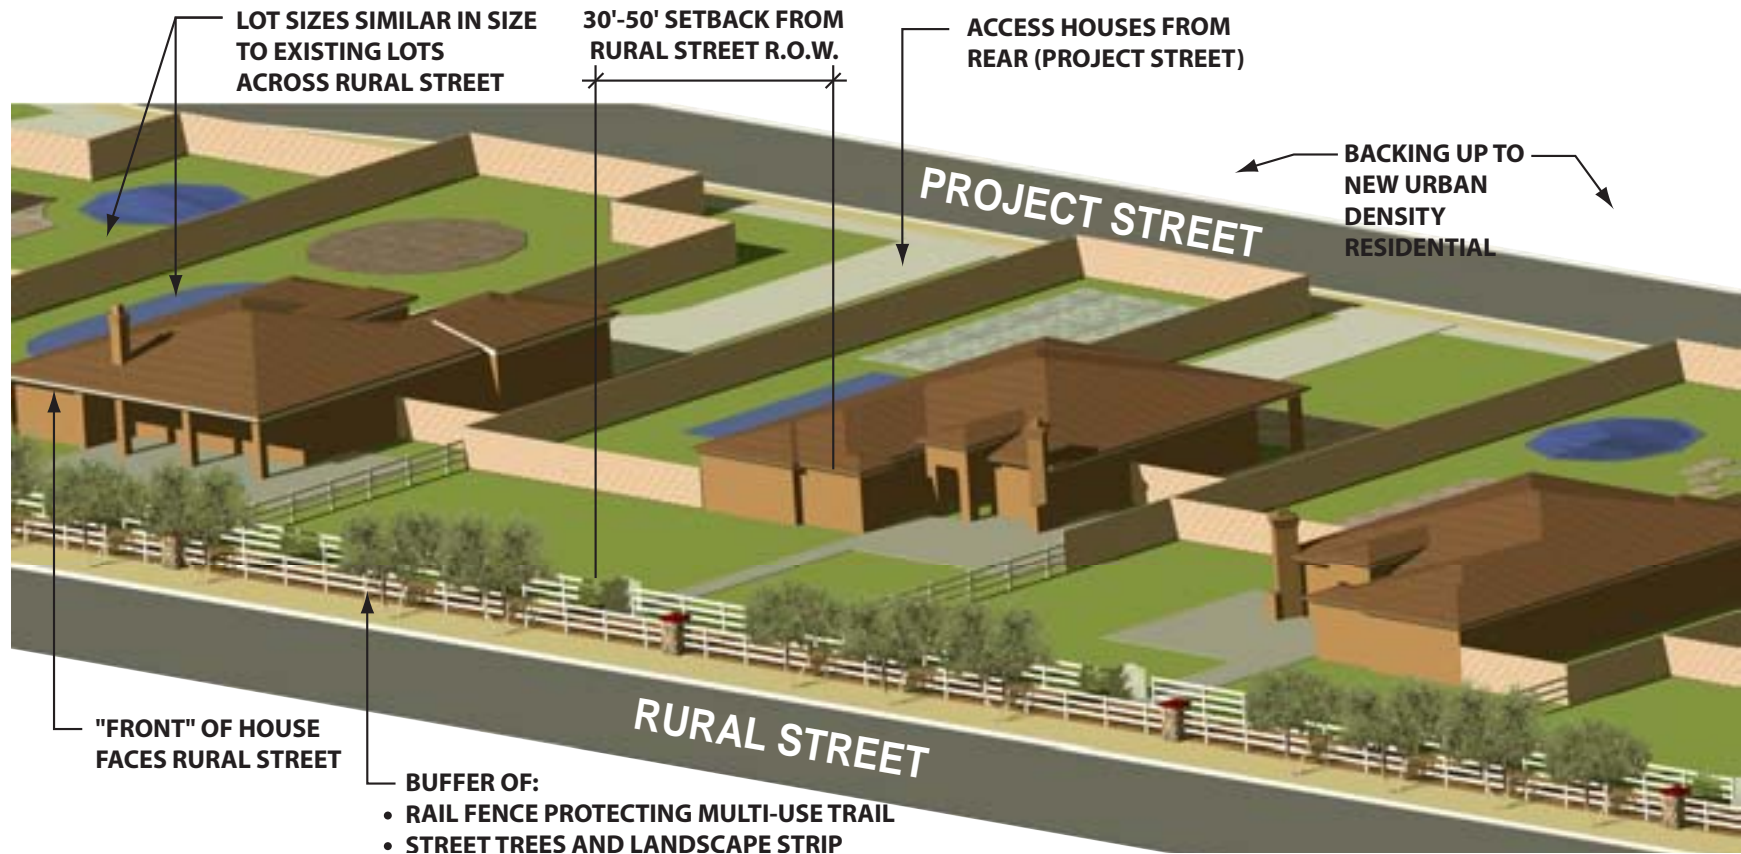 LOT SIZES SIMILAR IN SIZE
TO EXISTING LOTS
ACROSS RURAL STREET
30'-50' SETBACK FROM
RURAL STREET R.O.W.
ACCESS HOUSES FROM
REAR (PROJECT STREET)
BACKING UP TO
NEW URBAN
DENSITY
RESIDENTIAL
PROJECT STREET
RURAL STREET
"FRONT" OF HOUSE
FACES RURAL STREET
BUFFER OF:
• RAIL FENCE PROTECTING MULTI-USE TRAIL
• STREET TREES AND LANDSCAPE STRIP